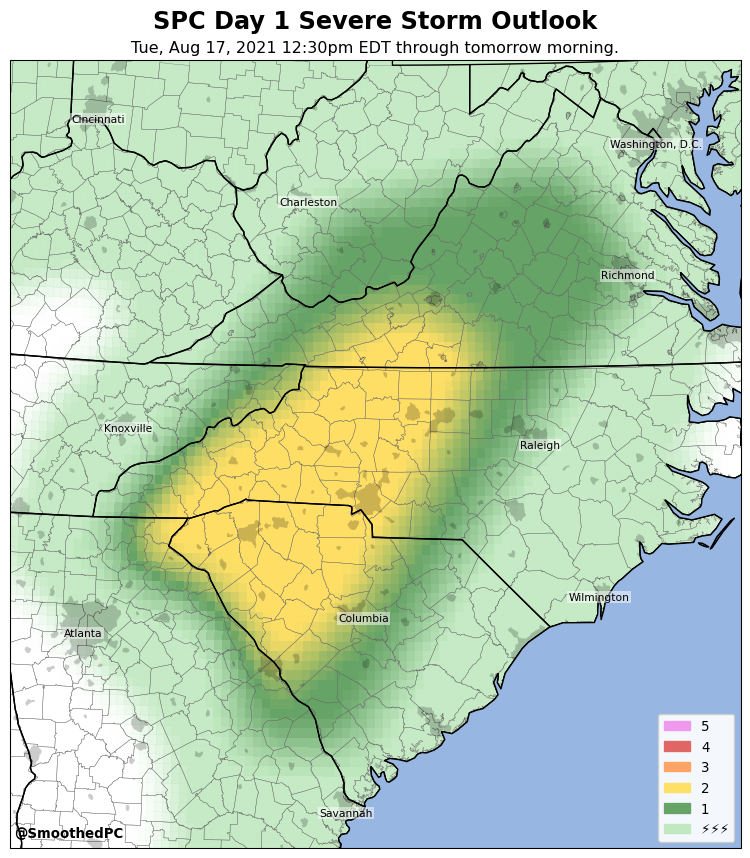 SPC Day 1 Severe Storm Outlook
Tue, Aug 17, 2021 12:30pm EDT through tomorrow morning.
Cincinnati
Washington, D.C.
Charleston
Richmond
Knoxville
Raleigh
Wilmington
Columbia
Atlanta
Savannah
5
4
3
2
1
⚡⚡⚡
@SmoothedPC